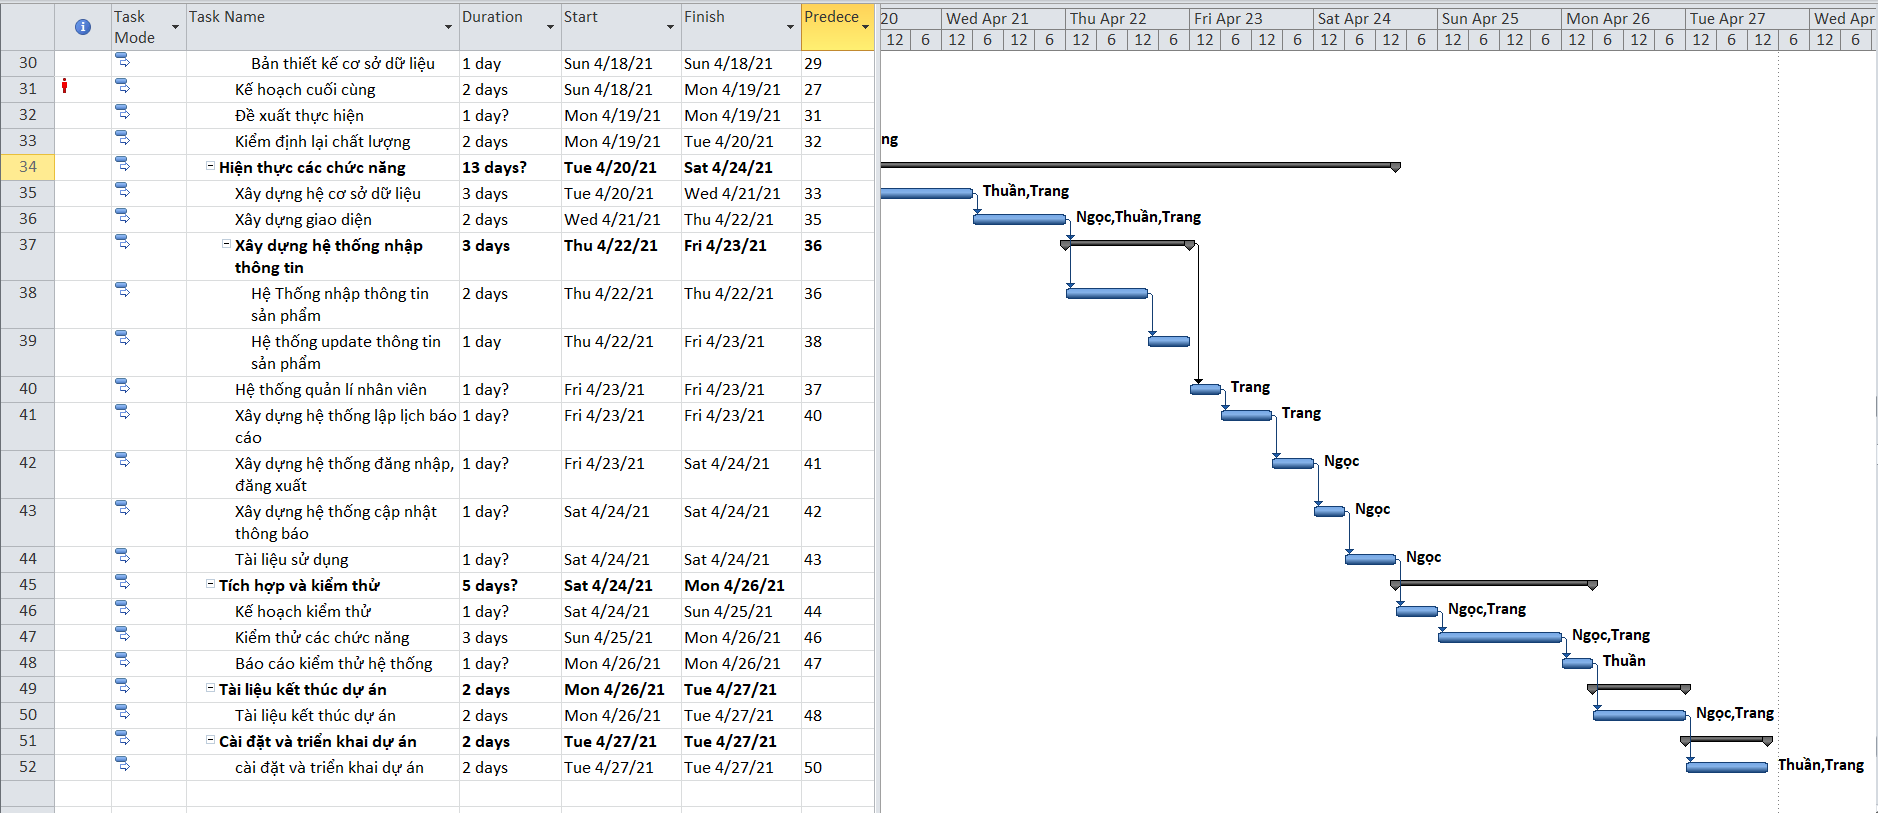 Task Mode	Task Name	Duration	Start	Finish	Predece
20	Wed Apr 21	Thu Apr 22	Fri Apr 23	Sat Apr 24	Sun Apr 25	Mon Apr 26	Tue Apr 27	Wed Apr
12	6	12	6	12	6	12	6	12	6	12	6	12	6	12	6	12	6	12	6	12	6	12	6	12	6	12	6	12	6	12	6
30	Bản thiết kế cơ sở dữ liệu	1 day	Sun 4/18/21	Sun 4/18/21	29
31	Kế hoạch cuối cùng	2 days	Sun 4/18/21	Mon 4/19/21	27
32	Đề xuất thực hiện	1 day?	Mon 4/19/21	Mon 4/19/21	31
33	Kiểm định lại chất lượng	2 days	Mon 4/19/21	Tue 4/20/21	32	ng
34	Hiện thực các chức năng	13 days?	Tue 4/20/21	Sat 4/24/21
35	Xây dựng hệ cơ sở dữ liệu	3 days	Tue 4/20/21	Wed 4/21/21	33	Thuần,Trang
36	Xây dựng giao diện	2 days	Wed 4/21/21	Thu 4/22/21	35	Ngọc,Thuần,Trang
37	Xây dựng hệ thống nhập	3 days	Thu 4/22/21	Fri 4/23/21	36
thông tin
38	Hệ Thống nhập thông tin	2 days	Thu 4/22/21	Thu 4/22/21	36
sản phẩm
39	Hệ thống update thông tin	1 day	Thu 4/22/21	Fri 4/23/21	38
sản phẩm
40	Hệ thống quản lí nhân viên	1 day?	Fri 4/23/21	Fri 4/23/21	37	Trang
41	Xây dựng hệ thống lập lịch báo	1 day?	Fri 4/23/21	Fri 4/23/21	40	Trang
cáo
42	Xây dựng hệ thống đăng nhập,	1 day?	Fri 4/23/21	Sat 4/24/21	41	Ngọc
đăng xuất
43	Xây dựng hệ thống cập nhật	1 day?	Sat 4/24/21	Sat 4/24/21	42	Ngọc
thông báo
44	Tài liệu sử dụng	1 day?	Sat 4/24/21	Sat 4/24/21	43	Ngọc
45	Tích hợp và kiểm thử	5 days?	Sat 4/24/21	Mon 4/26/21
46	Kế hoạch kiểm thử	1 day?	Sat 4/24/21	Sun 4/25/21	44	Ngọc,Trang
47	Kiểm thử các chức năng	3 days	Sun 4/25/21	Mon 4/26/21	46	Ngọc,Trang
48	Báo cáo kiểm thử hệ thống	1 day?	Mon 4/26/21	Mon 4/26/21	47	Thuần
49	Tài liệu kết thúc dự án	2 days	Mon 4/26/21	Tue 4/27/21
50	Tài liệu kết thúc dự án	2 days	Mon 4/26/21	Tue 4/27/21	48	Ngọc,Trang
51	Cài đặt và triển khai dự án	2 days	Tue 4/27/21	Tue 4/27/21
52	cài đặt và triển khai dự án	2 days	Tue 4/27/21	Tue 4/27/21	50	Thuần,Trang